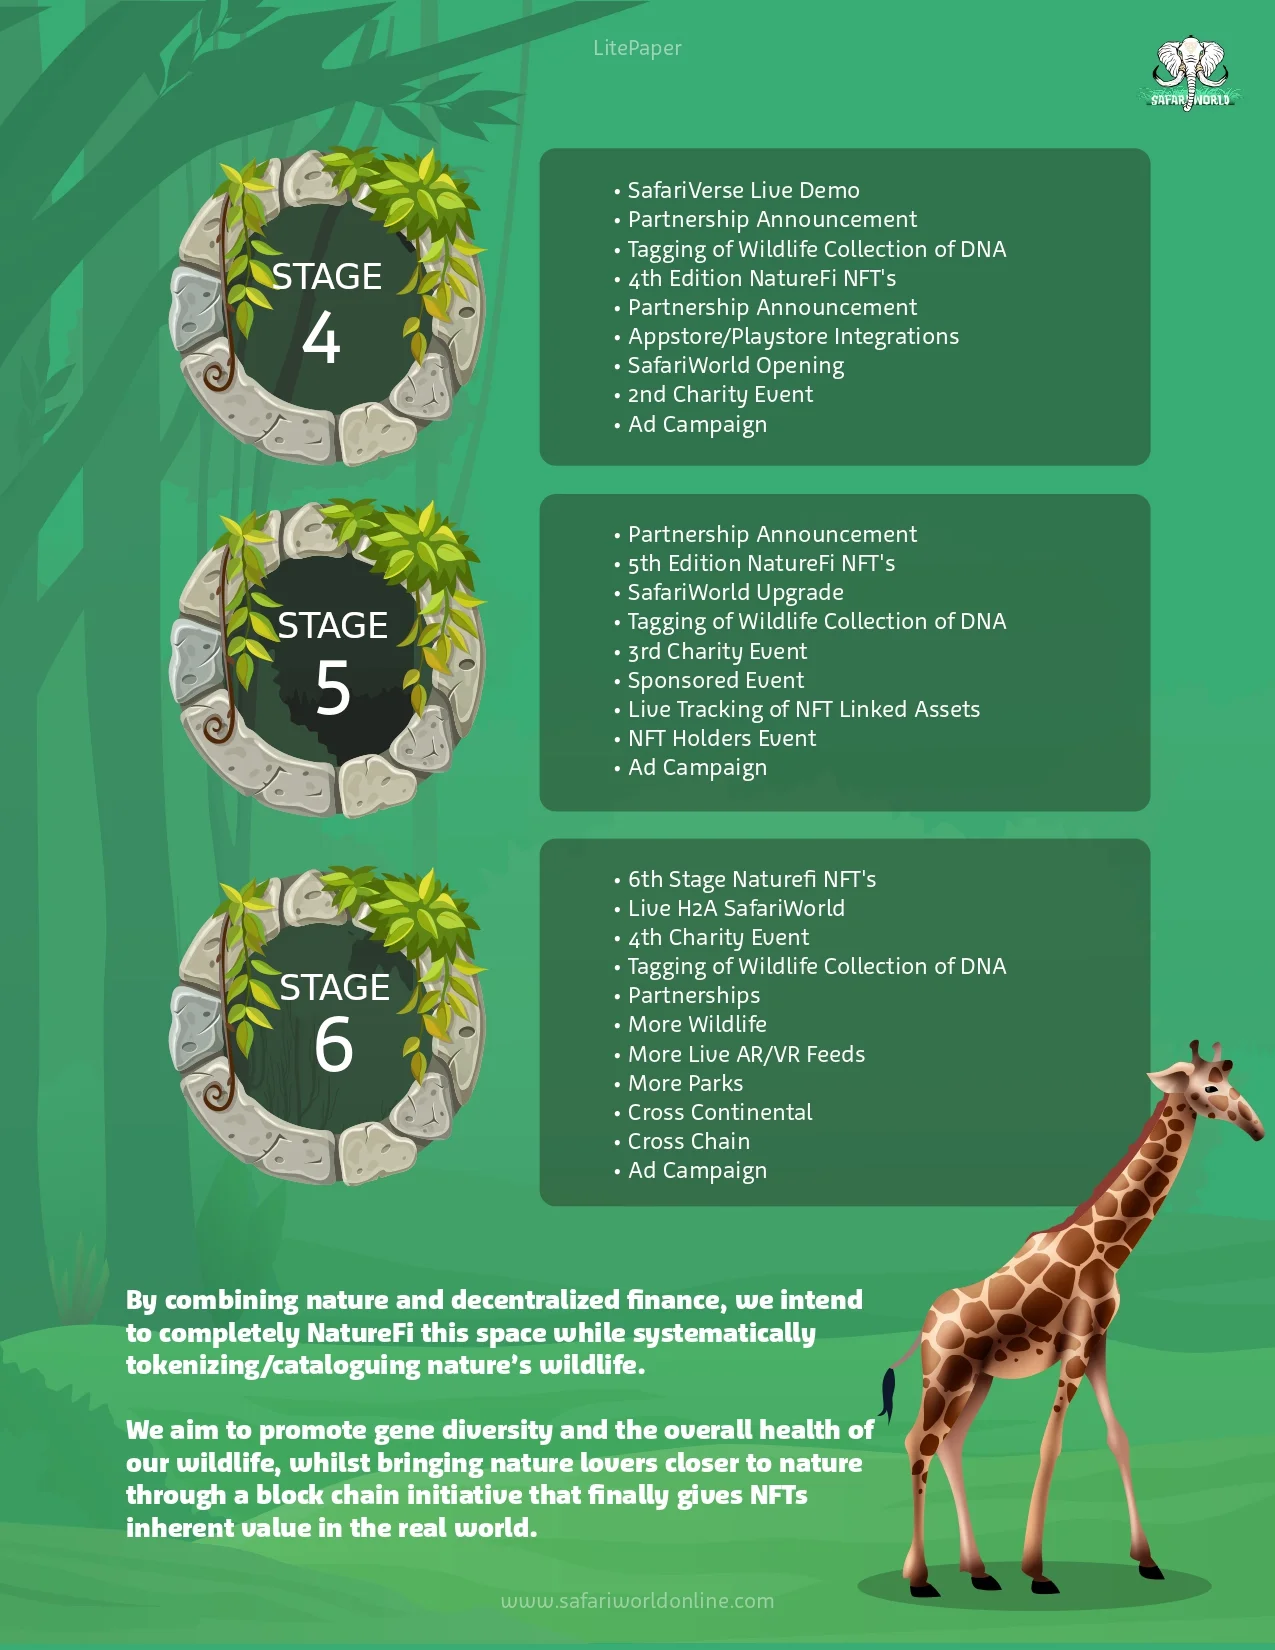 LitePaper
SAFARI WORLD
STAGE
4
• SafariVerse Live Demo
• Partnership Announcement
• Tagging of Wildlife Collection of DNA
• 4th Edition NatureFi NFT's
• Partnership Announcement
• Appstore/Playstore Integrations
• SafariWorld Opening
• 2nd Charity Event
• Ad Campaign
STAGE
5
• Partnership Announcement
• 5th Edition NatureFi NFT's
• SafariWorld Upgrade
• Tagging of Wildlife Collection of DNA
• 3rd Charity Event
• Sponsored Event
• Live Tracking of NFT Linked Assets
• NFT Holders Event
• Ad Campaign
STAGE
6
• 6th Stage Naturefi NFT's
• Live H2A SafariWorld
• 4th Charity Event
• Tagging of Wildlife Collection of DNA
• Partnerships
• More Wildlife
• More Live AR/VR Feeds
• More Parks
• Cross Continental
• Cross Chain
• Ad Campaign
By combining nature and decentralized finance, we intend
to completely NatureFi this space while systematically
tokenizing/cataloguing nature's wildlife.
We aim to promote gene diversity and the overall health of
our wildlife, whilst bringing nature lovers closer to nature
through a block chain initiative that finally gives NFTs
inherent value in the real world.
www.safariworldonline.com